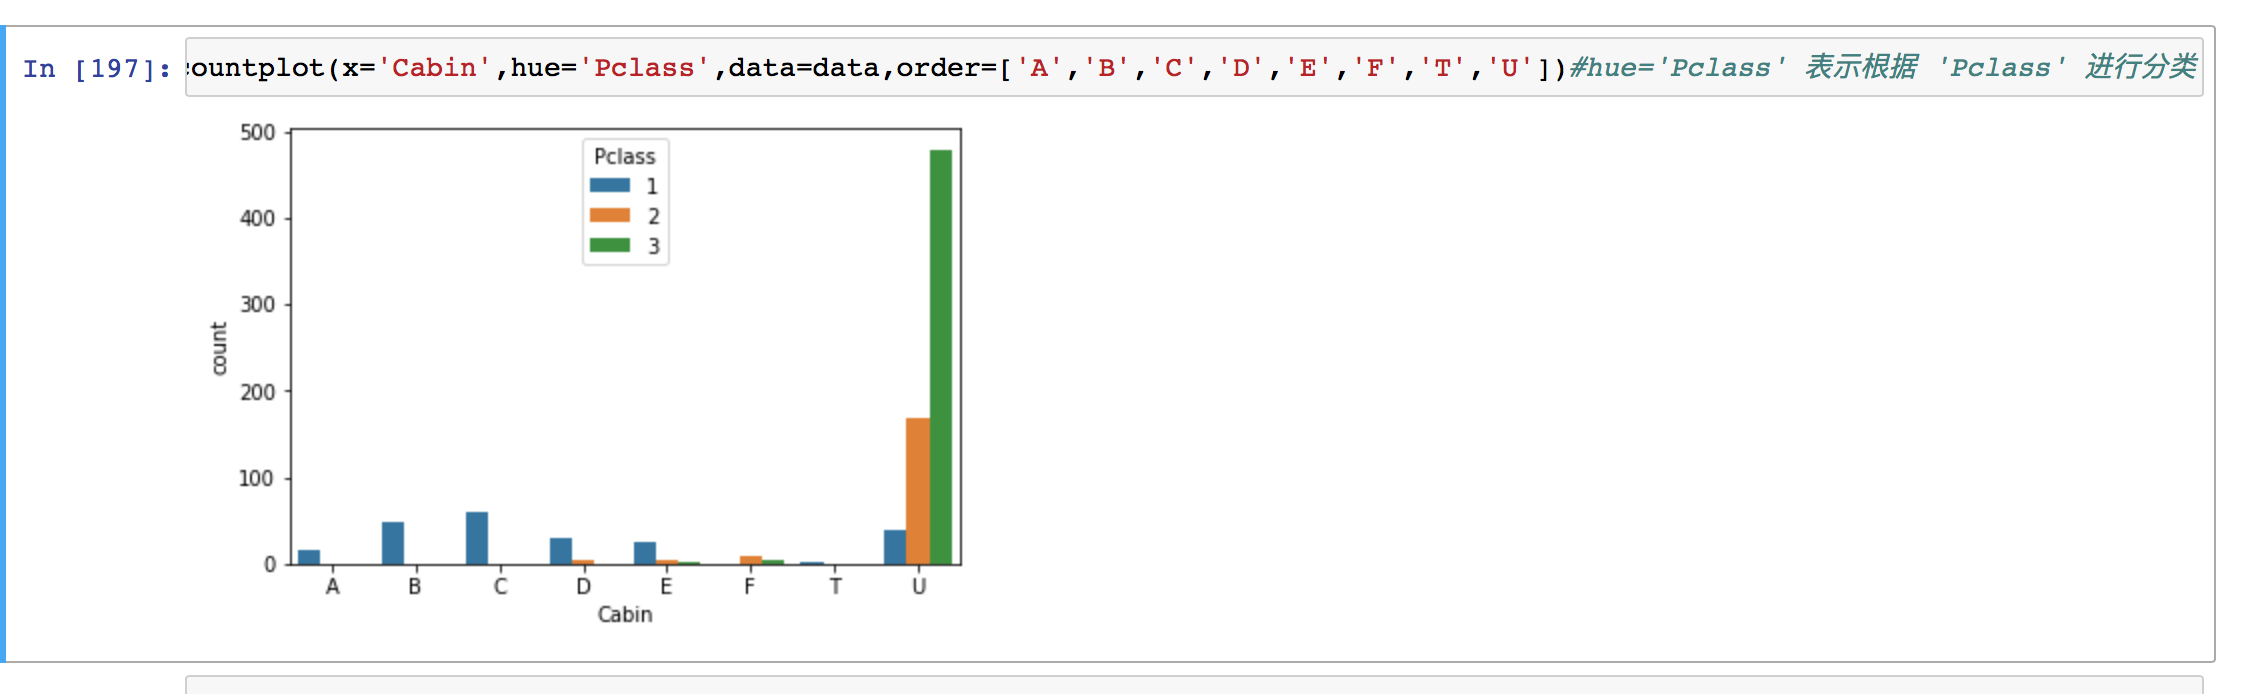 In [197]: ountplot(x='Cabin',hue='Pclass',data=data,order=['A','B','C','D','E','F','T','U'])#hue='Pclass' 表示根据 'Pclass' 进行分类
500
400
300
200
100
0
count
Pclass
1
2
3
A B C D E F T U
Cabin